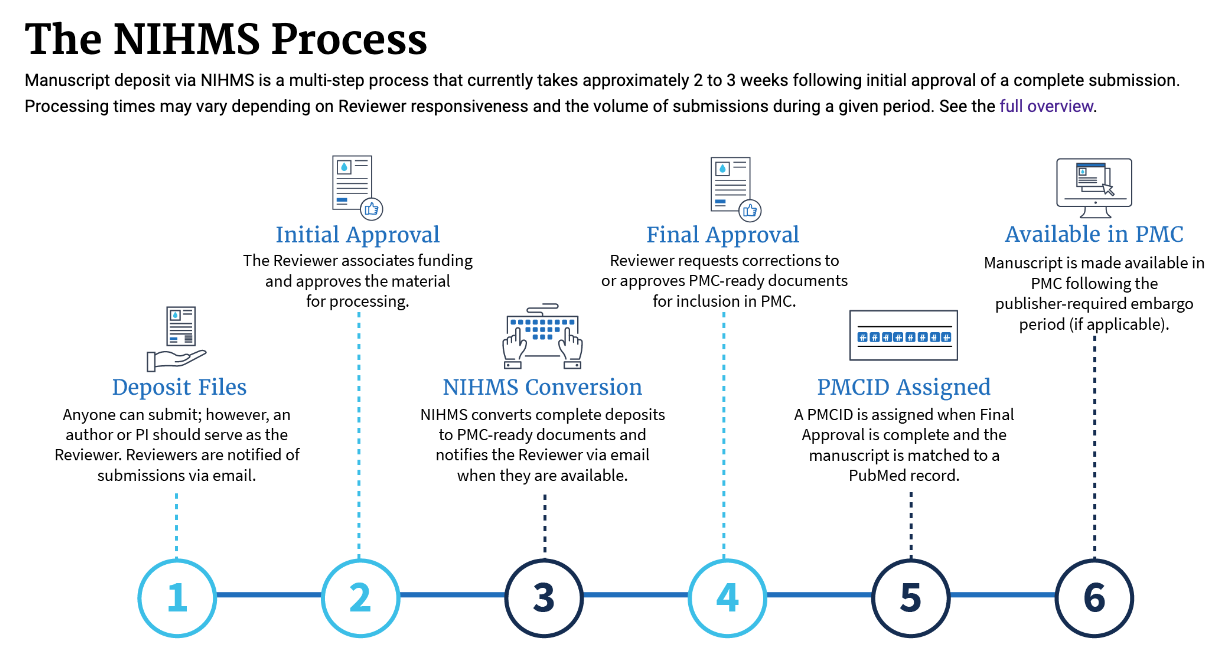 The NIHMS Process
Manuscript deposit via NIHMS is a multi-step process that currently takes approximately 2 to 3 weeks following initial approval of a complete submission.
Processing times may vary depending on Reviewer responsiveness and the volume of submissions during a given period. See the full overview.
Deposit Files
Anyone can submit; however, an
author or PI should serve as the
Reviewer. Reviewers are notified of
submissions via email.
1
Initial Approval
The Reviewer associates funding
and approves the material
for processing.
2
NIHMS Conversion
NIHMS converts complete deposits
to PMC-ready documents and
notifies the Reviewer via email
when they are available.
3
Final Approval
Reviewer requests corrections to
or approves PMC-ready documents
for inclusion in PMC.
4
########
PMCID Assigned
A PMCID is assigned when Final
Approval is complete and the
manuscript is matched to a
PubMed record.
5
Available in PMC
Manuscript is made available in
PMC following the
publisher-required embargo
period (if applicable).
6